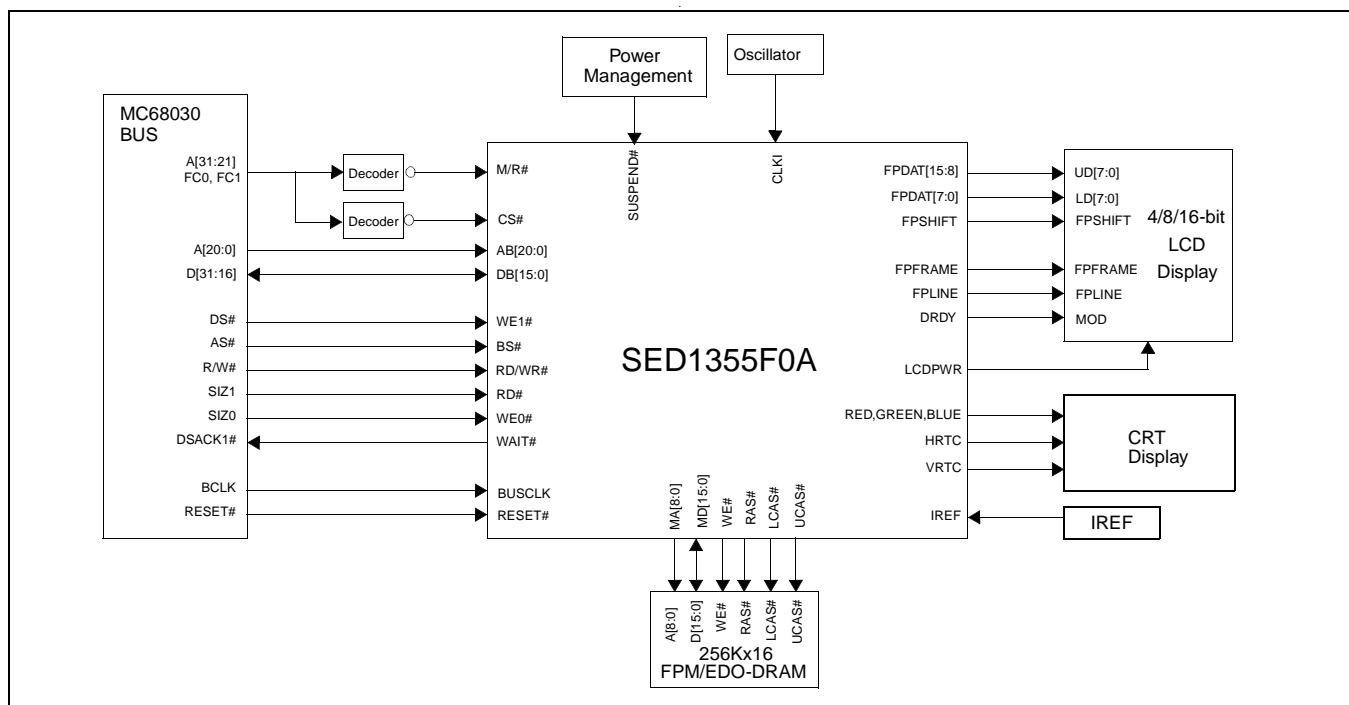 Power
Management
Oscillator
MC68030
BUS
A[31:21]
FC0, FC1
Decoder
Decoder
A[20:0]
D[31:16]
DS#
AS#
R/W#
SIZ1
SIZ0
DSACK1#
BCLK
RESET#
M/R#
CS#
AB[20:0]
DB[15:0]
WE1#
BS#
RD/WR#
RD#
WE0#
WAIT#
BUSCLK
RESET#
SUSPEND#
CLKI
SED1355F0A
FPDAT[15:8]
FPDAT[7:0]
FPSHIFT
FPFRAME
FPLINE
DRDY
LCDPWR
RED,GREEN,BLUE
HRTC
VRTC
IREF
UD[7:0]
LD[7:0]
FPSHIFT
FPFRAME
FPLINE
MOD
4/8/16-bit
LCD
Display
CRT
Display
IREF
MA[8:0]
MD[15:0]
WE#
RAS#
LCAS#
UCAS#
A[8:0]
D[15:0]
WE#
RAS#
LCAS#
UCAS#
256Kx16
FPM/EDO-DRAM